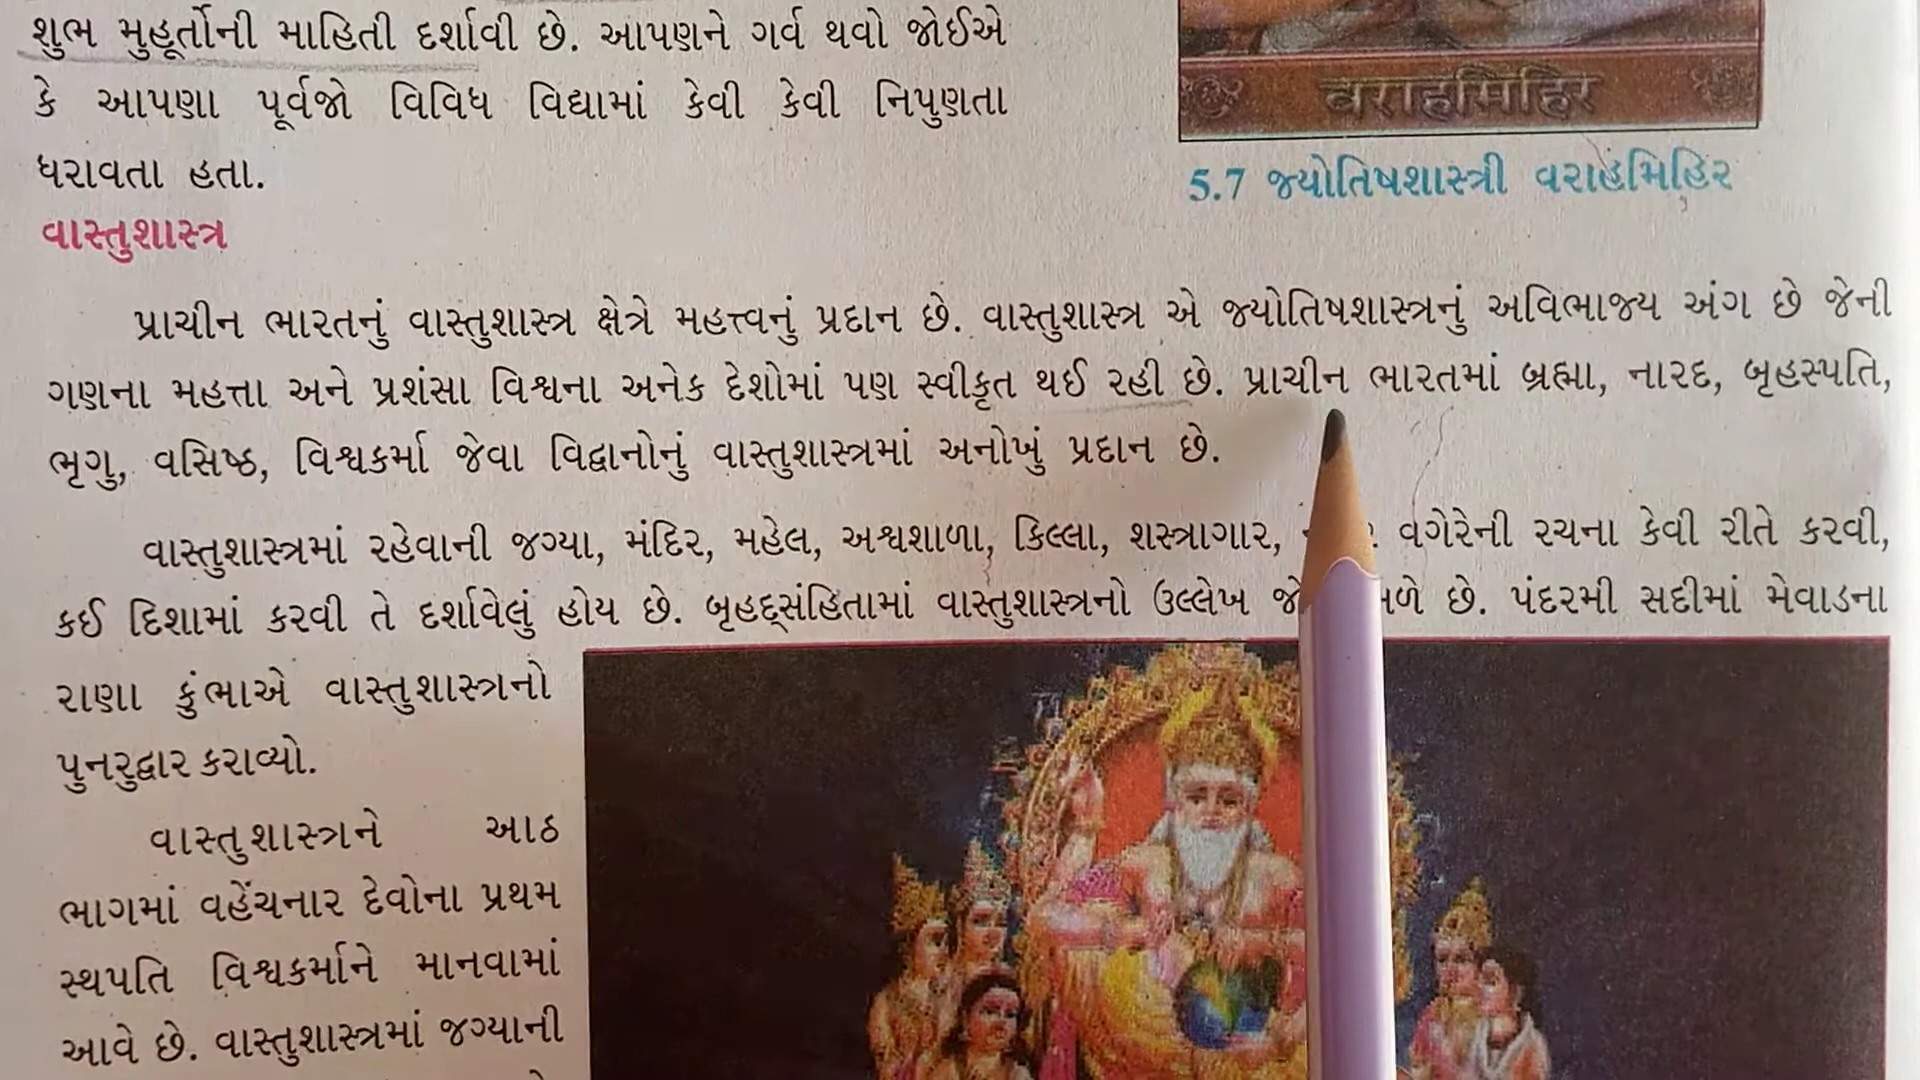 શુભ મુહૂર્તોની માહિતી દર્શાવી છે. આપણને ગર્વ થવો જોઈએ
કે આપણા પૂર્વજો વિવિધ વિદ્યામાં કેવી કેવી નિપુણતા
ધરાવતા હતા.
वराहमिहिर
5.7 જ્યોતિષશાસ્ત્રી વરાહમિહિર
વાસ્તુશાસ્ત્ર
પ્રાચીન ભારતનું વાસ્તુશાસ્ત્ર ક્ષેત્રે મહત્ત્વનું પ્રદાન છે. વાસ્તુશાસ્ત્ર એ જ્યોતિષશાસ્ત્રનું અવિભાજ્ય અંગ છે જેની
ગણના મહત્તા અને પ્રશંસા વિશ્વના અનેક દેશોમાં પણ સ્વીકૃત થઈ રહી છે. પ્રાચીન ભારતમાં બ્રહ્મા, નારદ, બૃહસ્પતિ,
ભૃગુ, વસિષ્ઠ, વિશ્વકર્મા જેવા વિદ્વાનોનું વાસ્તુશાસ્ત્રમાં અનોખું પ્રદાન છે.
વાસ્તુશાસ્ત્રમાં રહેવાની જગ્યા, મંદિર, મહેલ, અશ્વશાળા, કિલ્લા, શસ્ત્રાગાર, વગેરેની રચના કેવી રીતે કરવી,
કઈ દિશામાં કરવી તે દર્શાવેલું હોય છે. બૃહદ્‌સંહિતામાં વાસ્તુશાસ્ત્રનો ઉલ્લેખ છે. પંદરમી સદીમાં મેવાડના
રાણા કુંભાએ વાસ્તુશાસ્ત્રનો
પુનરુદ્ધાર કરાવ્યો.
વાસ્તુશાસ્ત્રને આઠ
ભાગમાં વહેંચનાર દેવોના પ્રથમ
સ્થપતિ વિશ્વકર્માને માનવામાં
આવે છે. વાસ્તુશાસ્ત્રમાં જગ્યાની